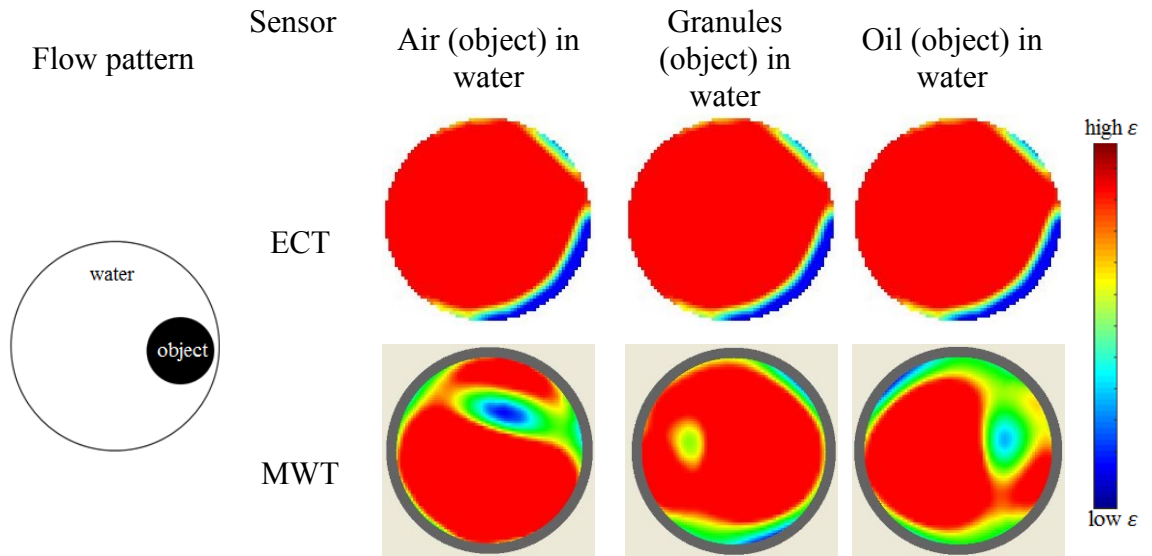 Flow pattern
Sensor
Air (object) in
water
Granules
(object) in
water
Oil (object) in
water
water
object
ECT
MWT
high ε
low ε